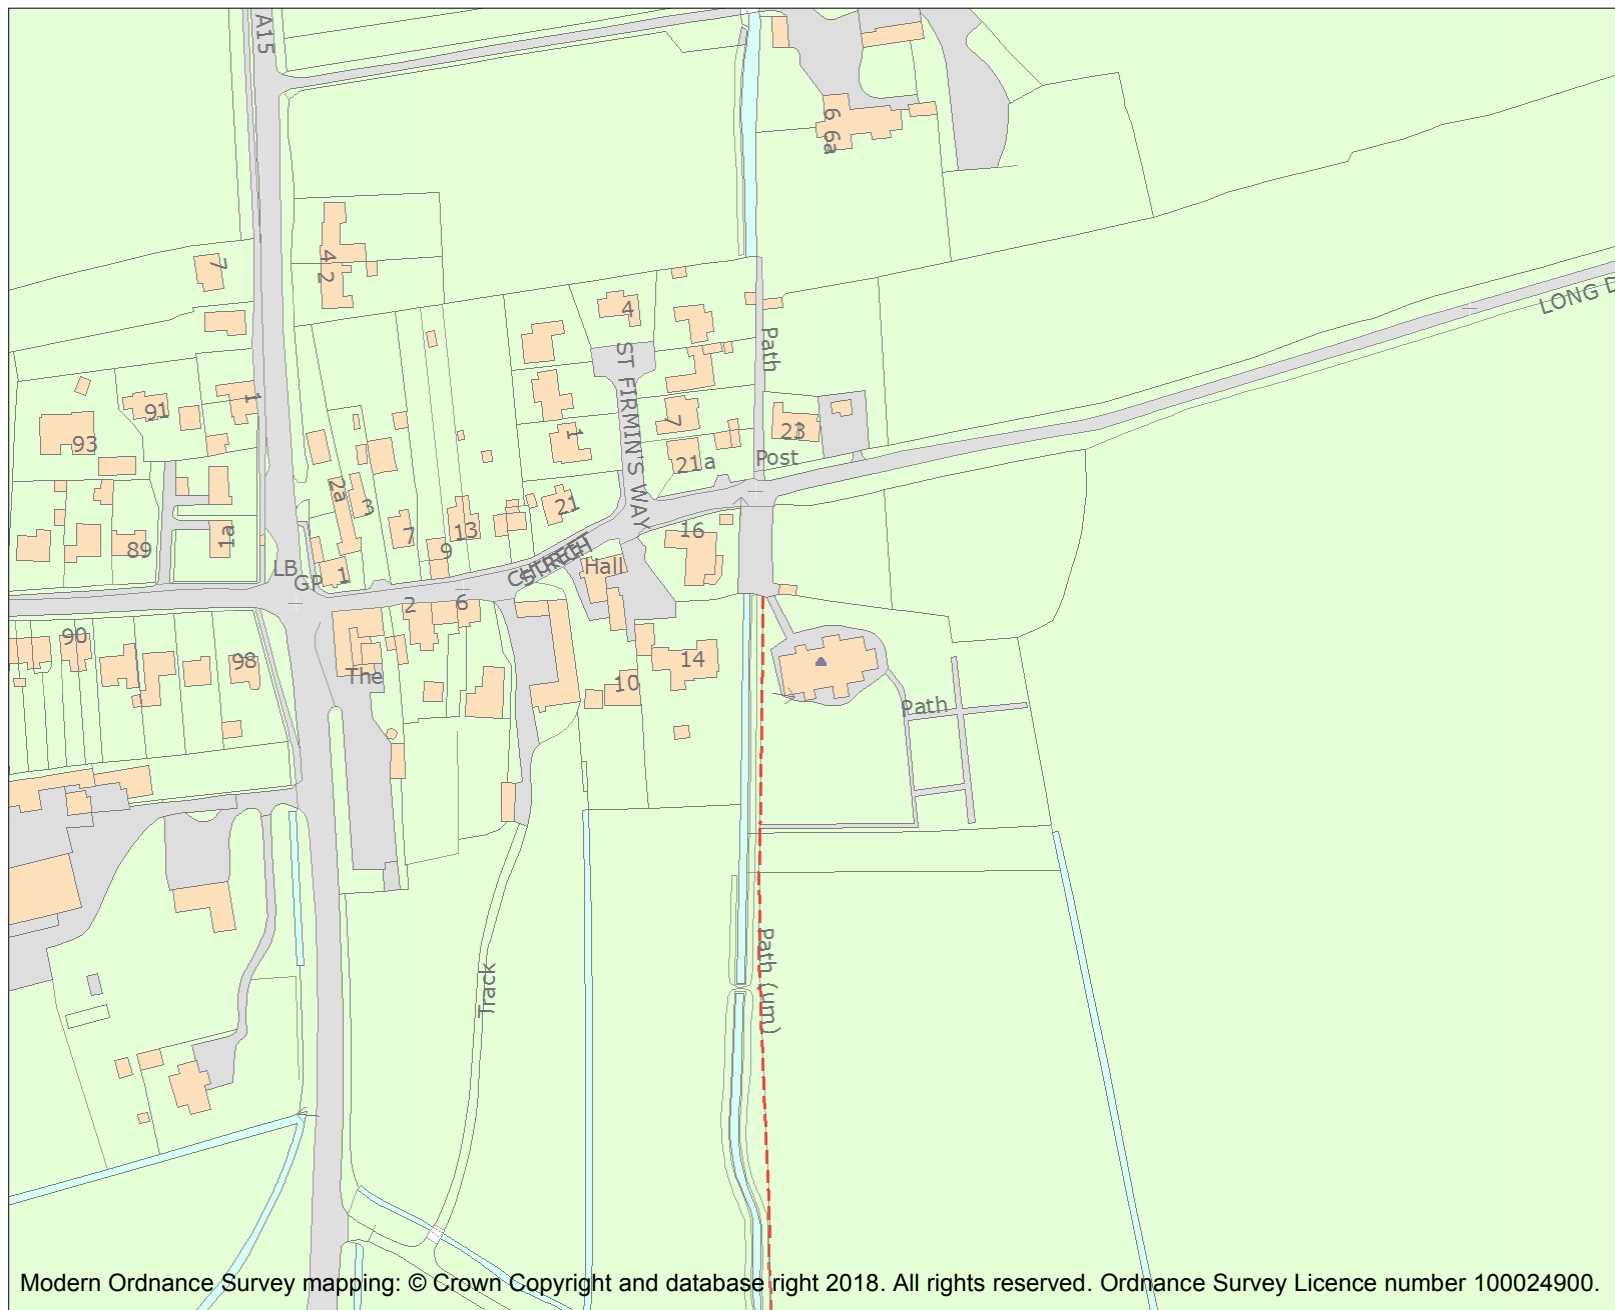 A15
6
6a
7
4
2
LONG D
4
Path
ST FIRMIN'S WAY
91
1
93
1
7
23
21a
Post
2a
3
21
16
7
13
9
89
1a
CHURCH
STREET
Hall
LB
GP
1
2
6
90
98
The
14
10
Path
Path (um)
Track
Modern Ordnance Survey mapping: © Crown Copyright and database right 2018. All rights reserved. Ordnance Survey Licence number 100024900.